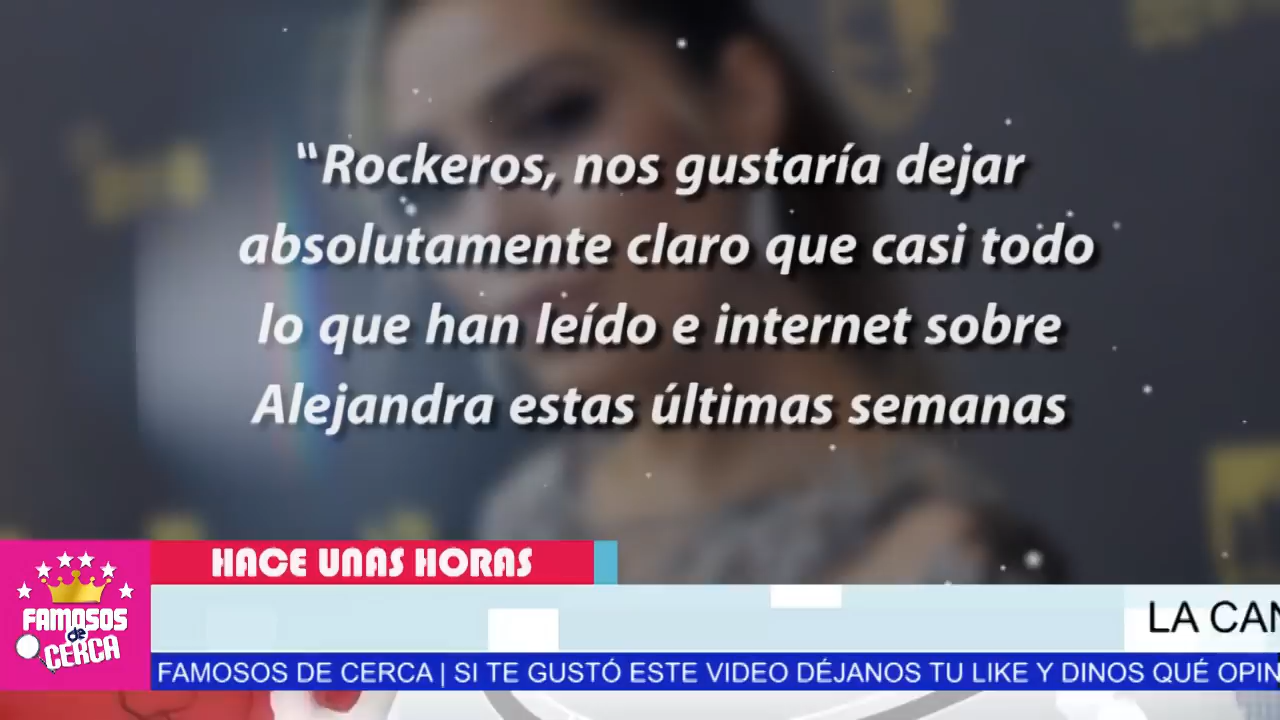 “Rockeros, nos gustaría dejar
absolutamente claro que casi todo
lo que han leído e internet sobre
Alejandra estas últimas semanas
HACE UNAS HORAS
FAMOSOS
de
CERCA
LA CAN
FAMOSOS DE CERCA | SI TE GUSTÓ ESTE VIDEO DÉJANOS TU LIKE Y DINOS QUÉ OPIN